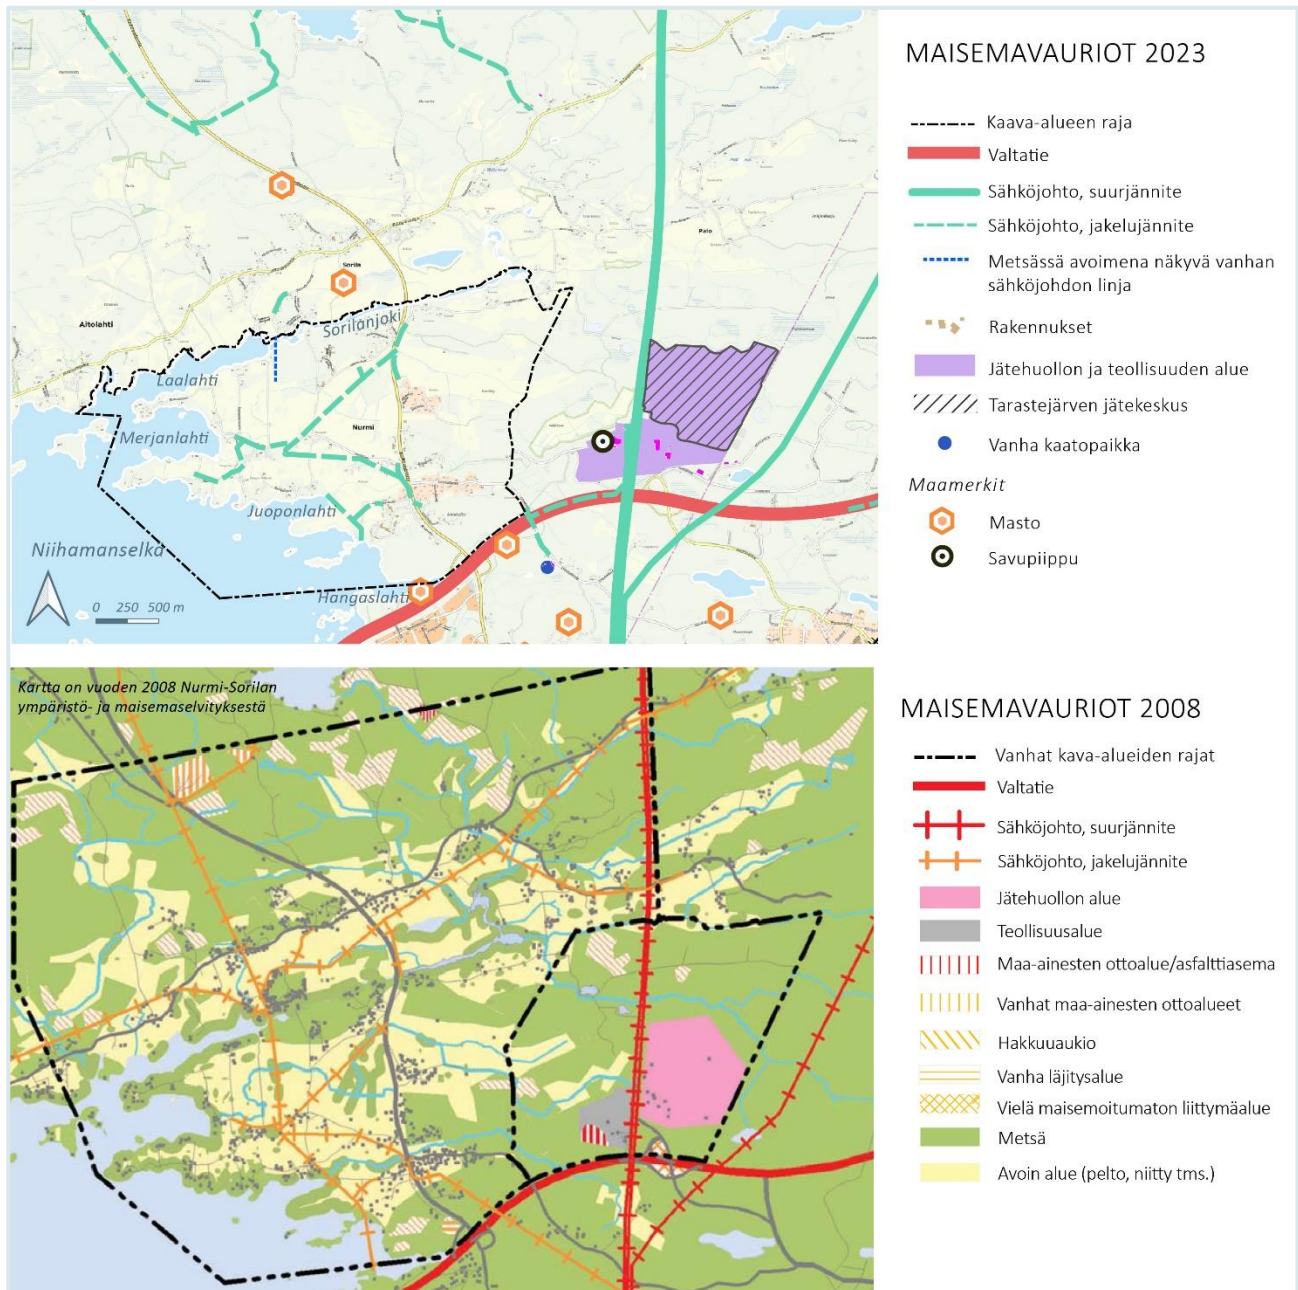 MAISEMAVAURIOT 2023
Kaava-alueen raja
Valtatie
Sähköjohto, suurjännite
Sähköjohto, jakelujännite
Metsässä avoimena näkyvä vanhan
sähköjohdon linja
Rakennukset
Jätehuollon ja teollisuuden alue
Tarastejärven jätekeskus
Vanha kaatopaikka
Maamerkit
Masto
Savupiippu
Palo
Sorila
Aitolahti
Sorilanjoki
Laalahti
Nurmi
Merjanlahti
Juoponlahti
Niihamanselkä
Hangaslahti
0 250 500 m
Kartta on vuoden 2008 Nurmi-Sorilan
ympäristö- ja maisemaselvityksestä
MAISEMAVAURIOT 2008
Vanhat kava-alueiden rajat
Valtatie
Sähköjohto, suurjännite
Sähköjohto, jakelujännite
Jätehuollon alue
Teollisuusalue
Maa-ainesten ottoalue/asfalttiasema
Vanhat maa-ainesten ottoalueet
Hakkuuaukio
Vanha läjitysalue
Vielä maisemoitumaton liittymäalue
Metsä
Avoin alue (pelto, niitty tms.)